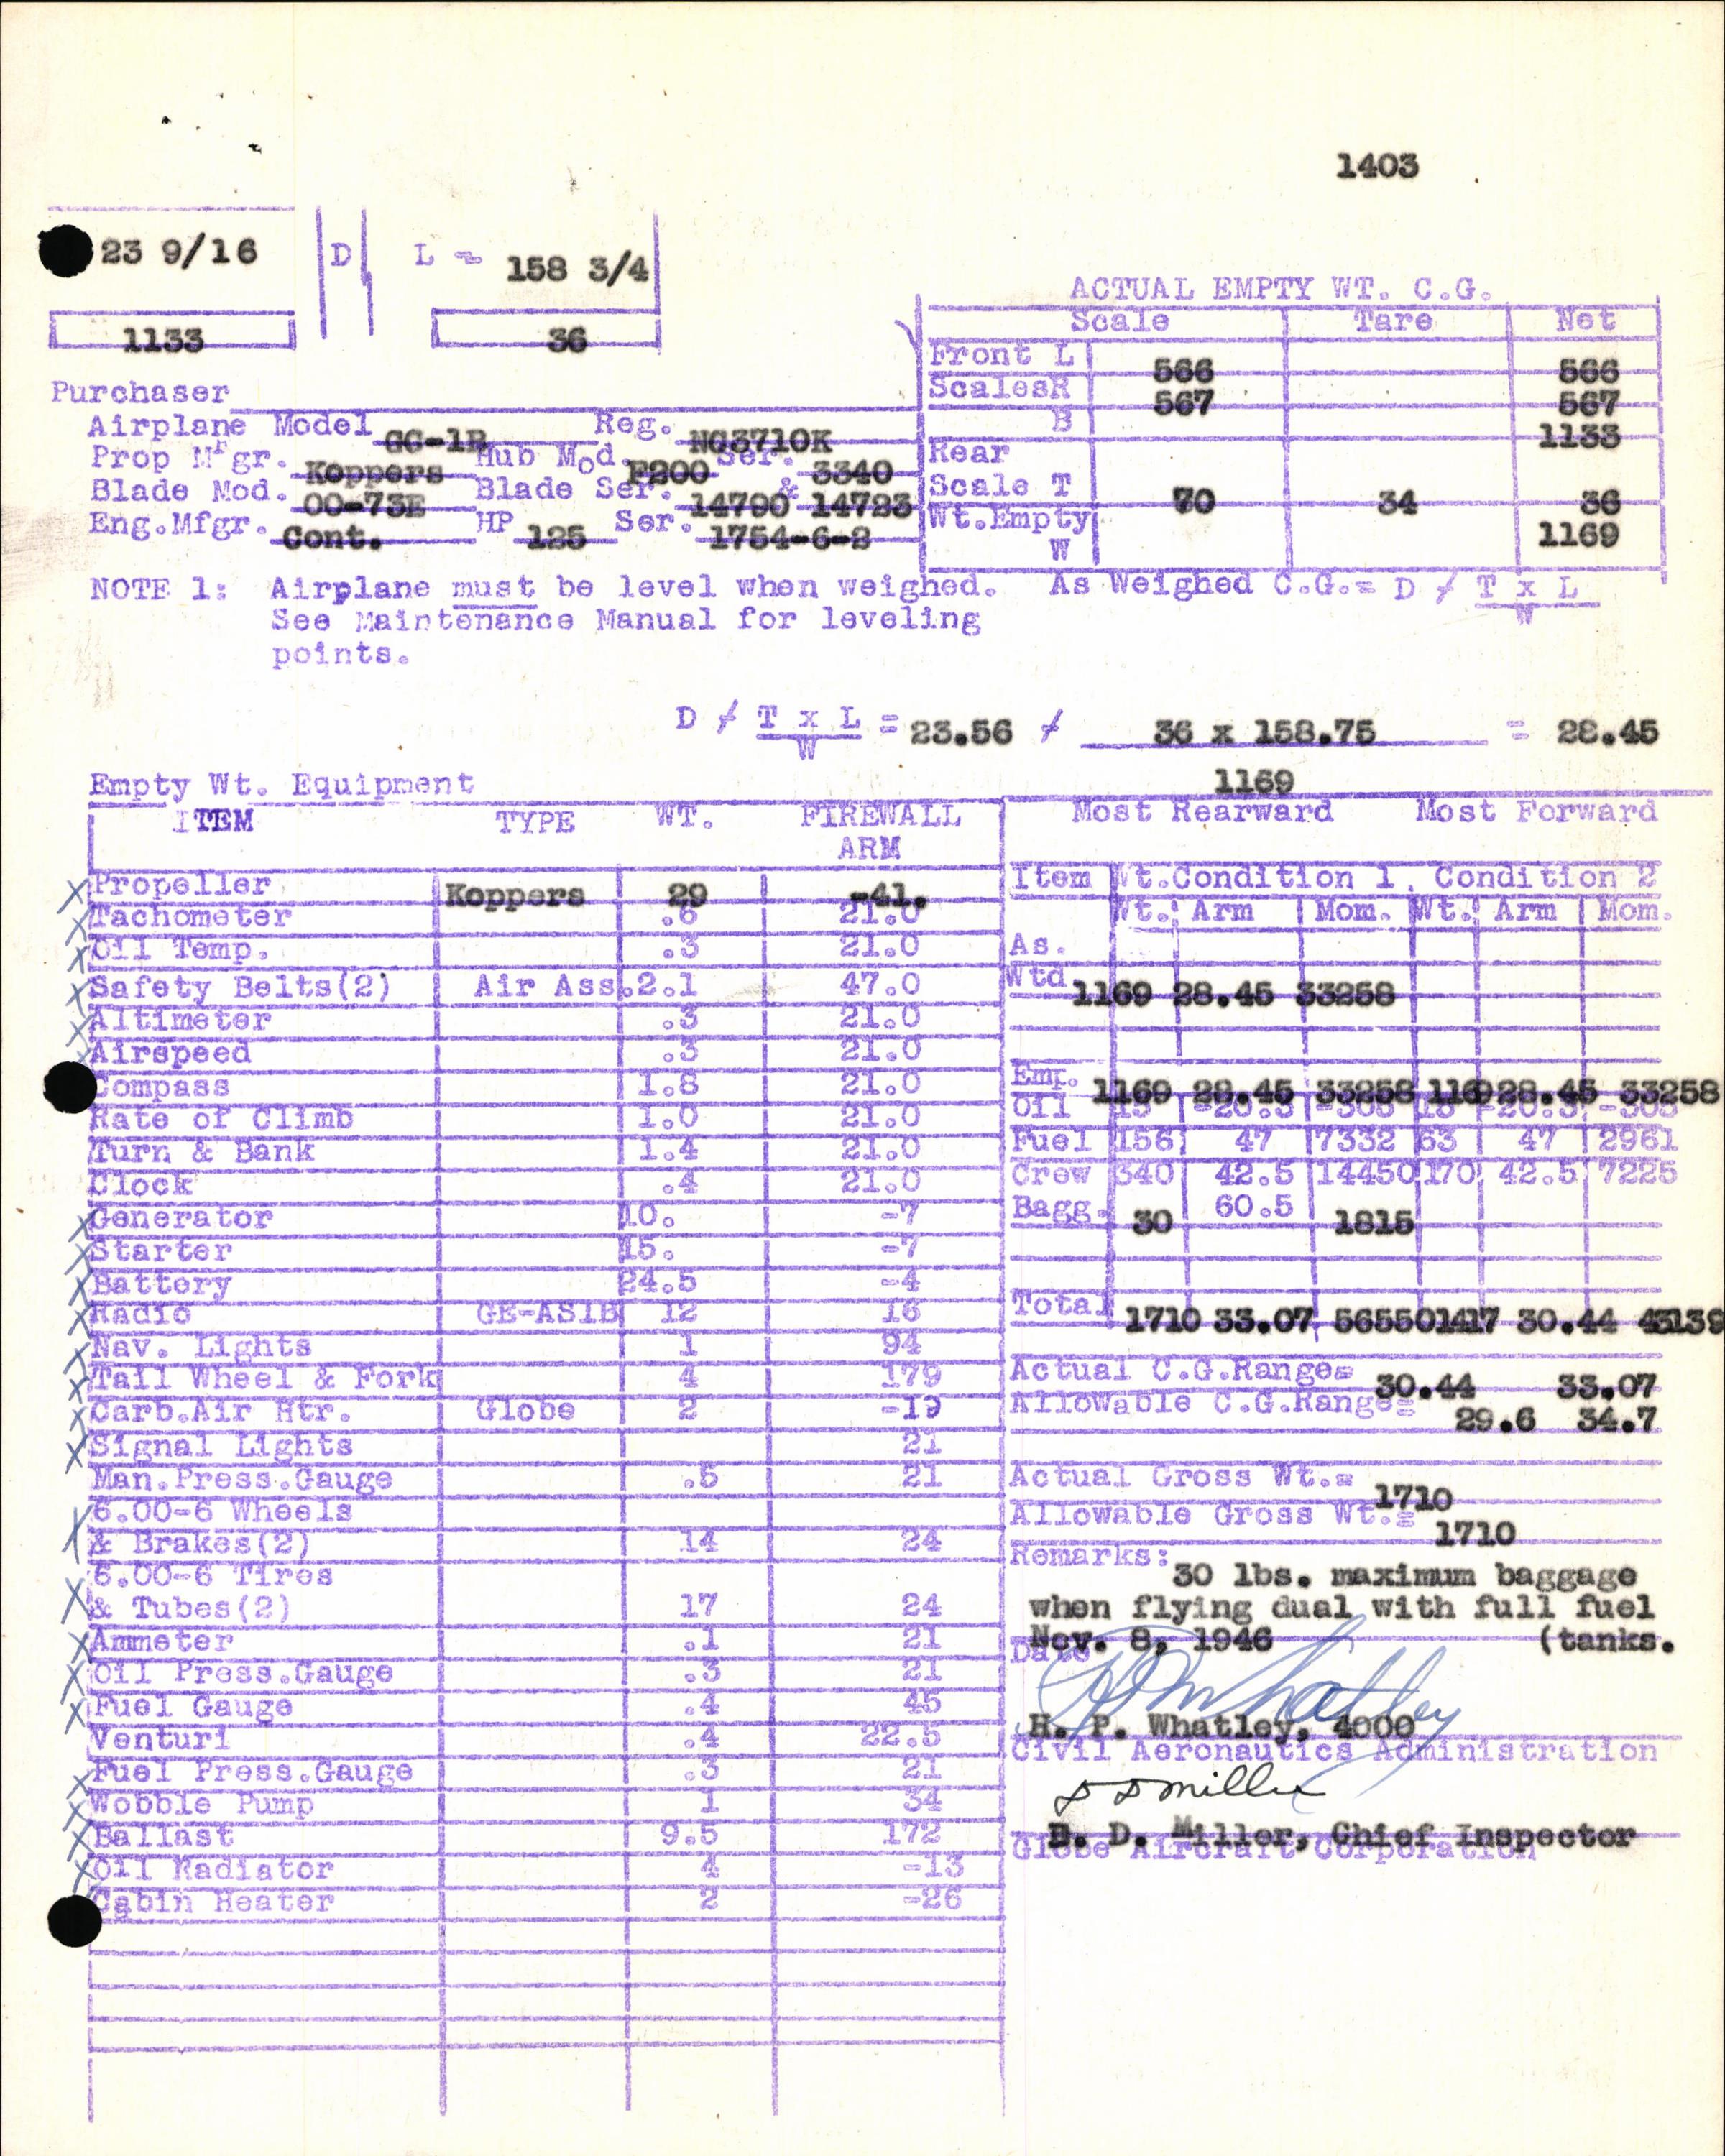 1403
23 9/16 D L = 158 3/4
1133 36
ACTUAL EMPTY WT. C.G.
Scale Tare Net
Front L 566 566
Scales R 567 567
B 1133
Rear
Scale T 70 34 36
Wt.Empty
W 1169
Purchaser
Airplane Model GC-1B Reg. NC3710K
Prop Mfgr. Koppers Hub Mod. F200 Ser. 3340
Blade Mod. 00-73E Blade Ser. 14790 & 14723
Eng.Mfgr. Cont. HP 125 Ser. 1754-6-2
NOTE 1: Airplane must be level when weighed. As Weighed C.G.= D ≠ T x L
W
See Maintenance Manual for leveling
points.
D ≠ T x L = 23.56 ≠ 36 x 158.75 = 28.45
W 1169
Empty Wt. Equipment
ITEM TYPE WT. FIREWALL
ARM
X Propeller Koppers 29 -41.
X Tachometer .6 21.0
X Oil Temp. .3 21.0
X Safety Belts(2) Air Ass. 2.1 47.0
X Altimeter .3 21.0
X Airspeed .3 21.0
Compass 1.8 21.0
Rate of Climb 1.0 21.0
Turn & Bank 1.4 21.0
Clock .4 21.0
X Generator 10. -7
X Starter 15. -7
X Battery 24.5 -4
X Radio GE-AS1B 12 16
X Nav. Lights 1 94
X Tail Wheel & Fork 4 179
X Carb.Air Htr. Globe 2 -19
X Signal Lights 21
Man.Press.Gauge .5 21
6.00-6 Wheels
X & Brakes(2) 14 24
6.00-6 Tires
X & Tubes(2) 17 24
X Ammeter .1 21
X Oil Press.Gauge .3 21
X Fuel Gauge .4 45
Venturi .4 22.5
X Fuel Press.Gauge .3 21
X Wobble Pump 1 34
X Ballast 9.5 172
X Oil Radiator 4 -13
Cabin Heater 2 -26
Most Rearward Most Forward
Item Wt.Condition 1. Condition 2
Wt. Arm Mom. Wt. Arm Mom.
As.
Wtd 1169 28.45 33258
Emp. 1169 28.45 33258 1169 28.45 33258
Oil 15 -20.3 -305 15 -20.3 -305
Fuel 156 47 7332 63 47 2961
Crew 340 42.5 14450 170 42.5 7225
Bagg. 30 60.5 1815
Total 1710 33.07 56550 1417 30.44 43139
Actual C.G.Range= 30.44 33.07
Allowable C.G.Range= 29.6 34.7
Actual Gross Wt.= 1710
Allowable Gross Wt.= 1710
Remarks:
30 lbs. maximum baggage
when flying dual with full fuel
(tanks.
Date Nov. 8, 1946
H P Whatley
H. P. Whatley, 4000
Civil Aeronautics Administration
D D Miller
D. D. Miller, Chief Inspector
Globe Aircraft Corporation